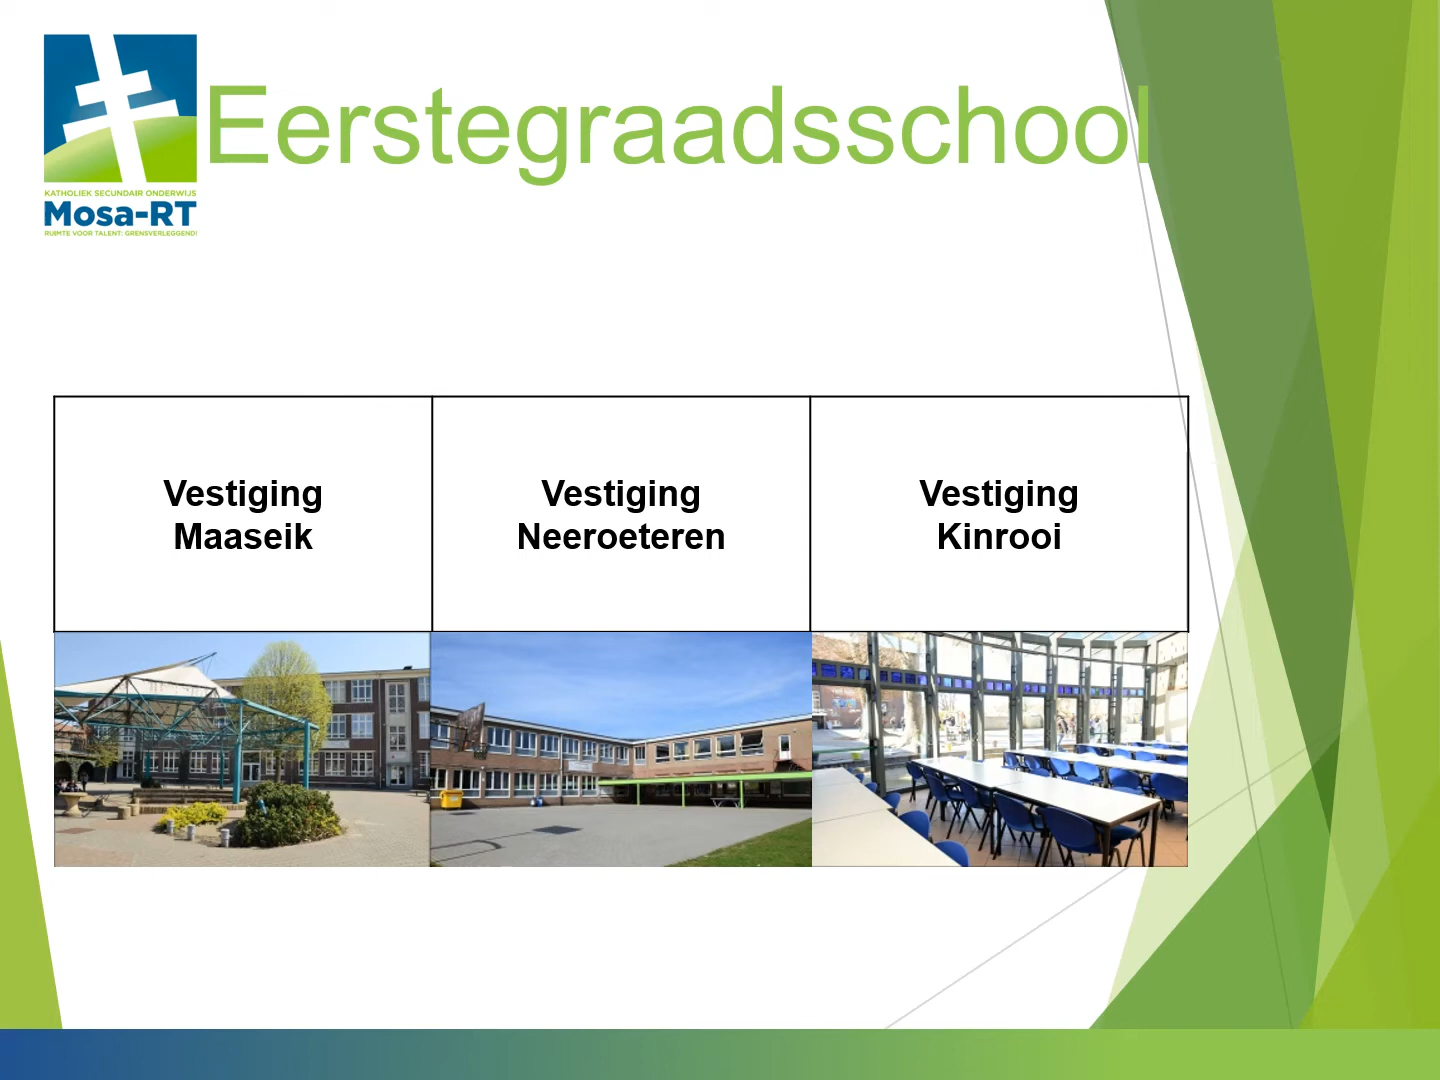 Eerstegraadsschool
KATHOLIEK SECUNDAIR ONDERWIJS
Mosa-RT
RUIMTE VOOR TALENT: GRENSVERLEGGEND!
Vestiging
Maaseik
Vestiging
Neeroeteren
Vestiging
Kinrooi